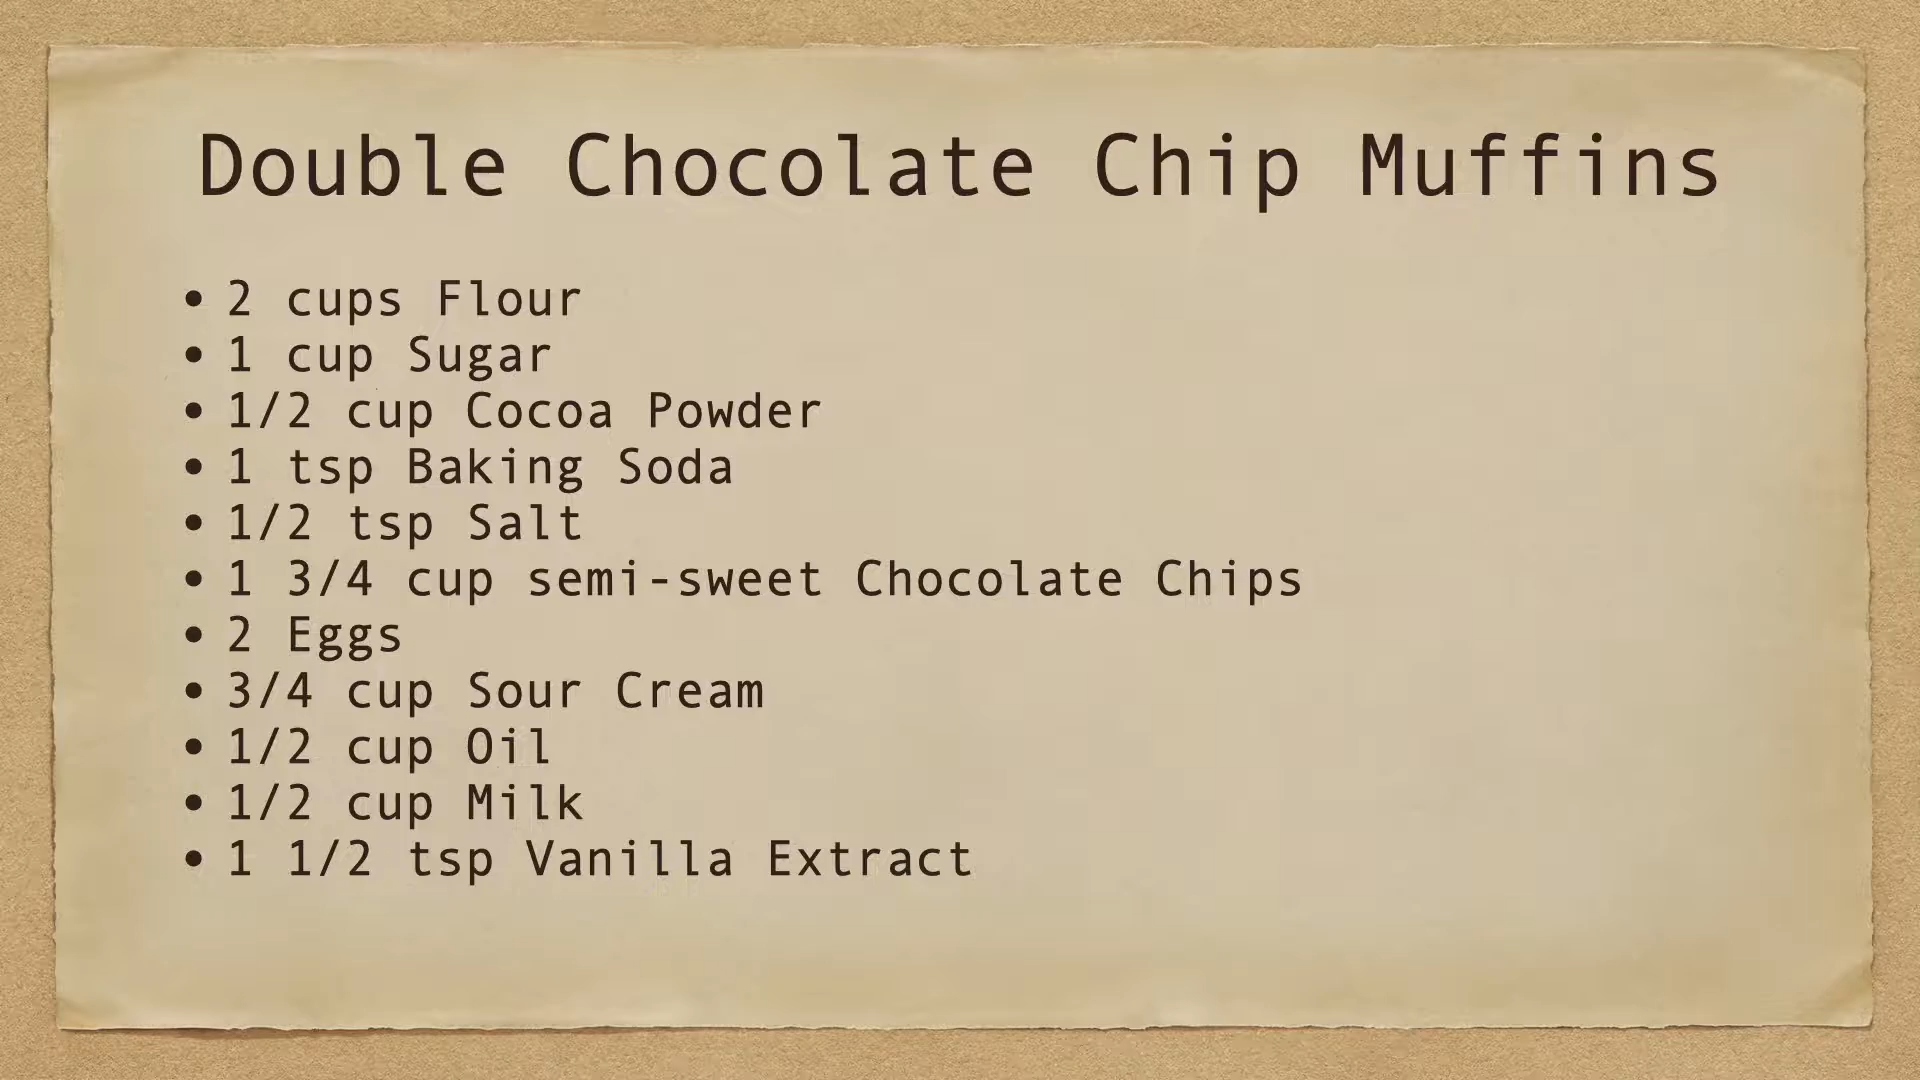 Double Chocolate Chip Muffins
• 2 cups Flour
• 1 cup Sugar
• 1/2 cup Cocoa Powder
• 1 tsp Baking Soda
• 1/2 tsp Salt
• 1 3/4 cup semi-sweet Chocolate Chips
• 2 Eggs
• 3/4 cup Sour Cream
• 1/2 cup Oil
• 1/2 cup Milk
• 1 1/2 tsp Vanilla Extract